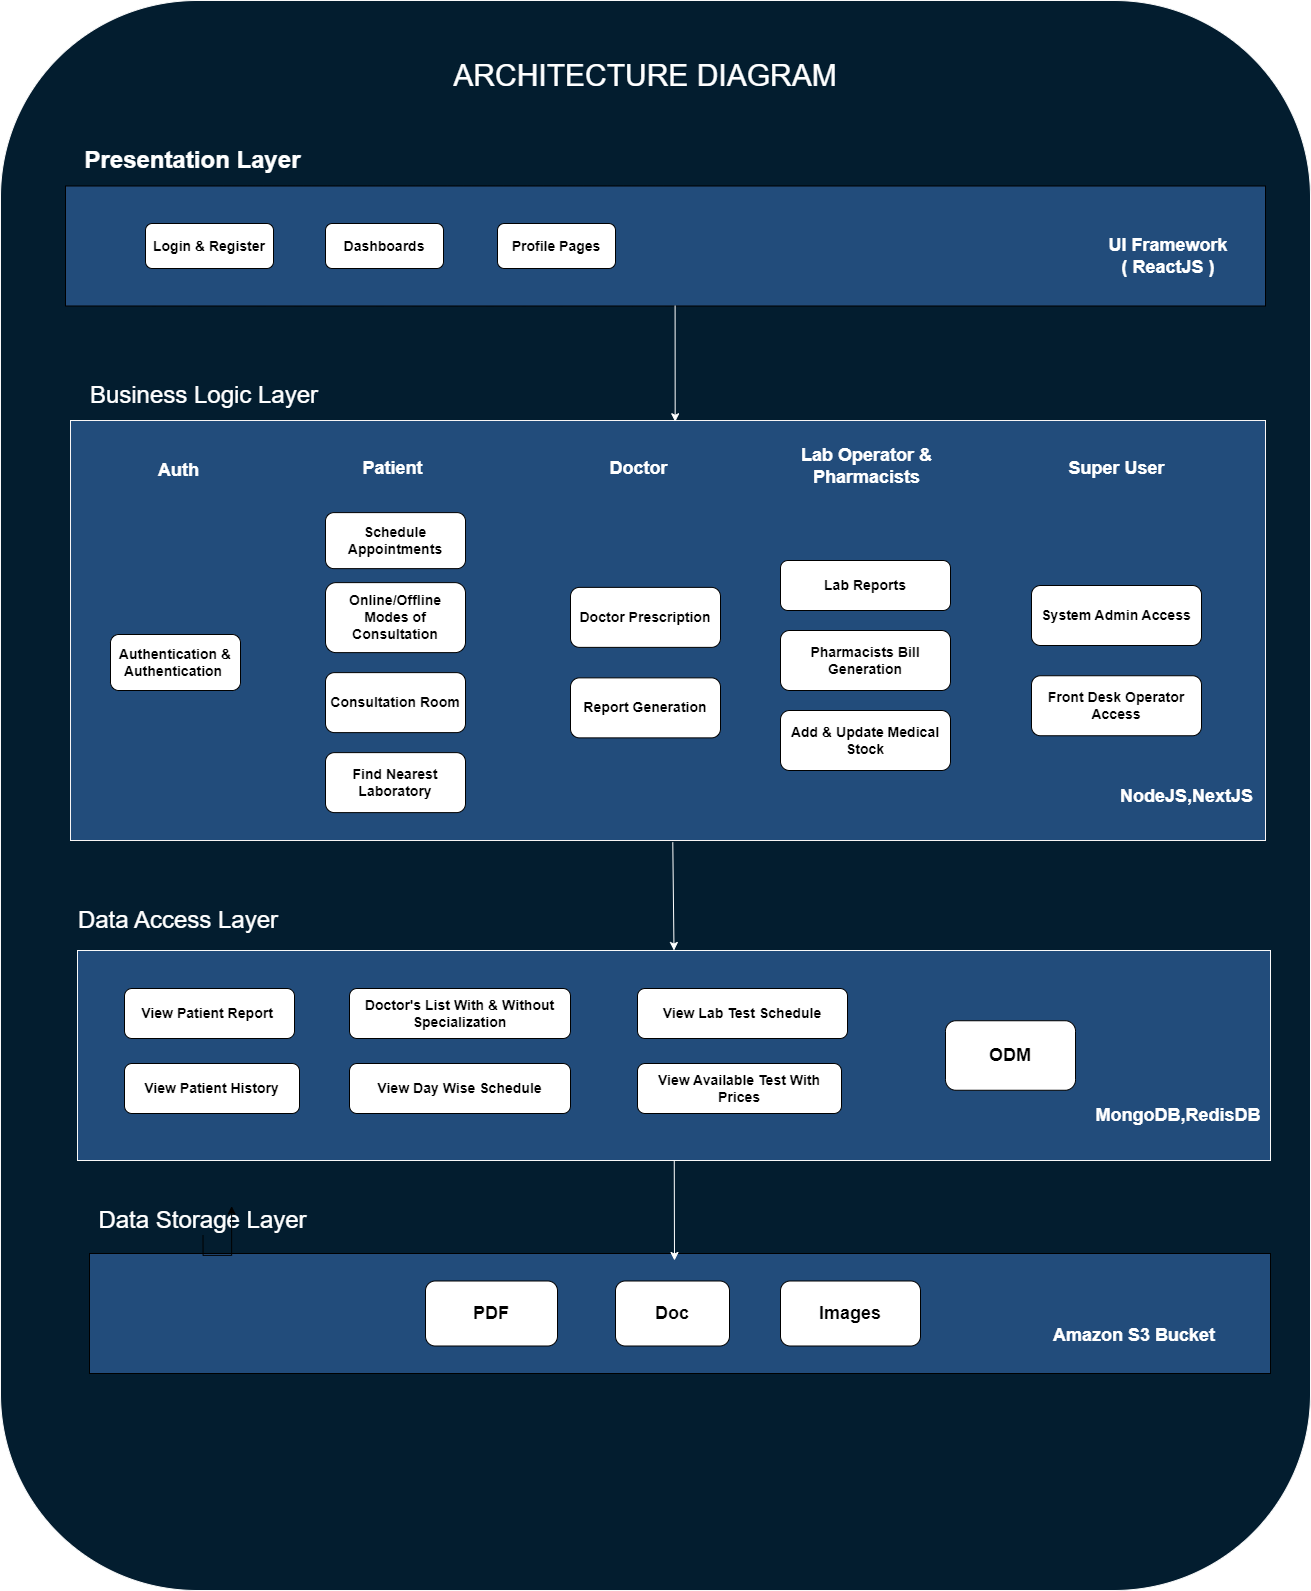 ARCHITECTURE DIAGRAM
Presentation Layer
Login & Register
Dashboards
Profile Pages
UI Framework
( ReactJS )
Business Logic Layer
Auth
Patient
Doctor
Lab Operator &
Pharmacists
Super User
Authentication &
Authentication
Schedule
Appointments
Online/Offline
Modes of
Consultation
Consultation Room
Find Nearest
Laboratory
Doctor Prescription
Report Generation
Lab Reports
Pharmacists Bill
Generation
Add & Update Medical
Stock
System Admin Access
Front Desk Operator
Access
NodeJS,NextJS
Data Access Layer
View Patient Report
Doctor's List With & Without
Specialization
View Lab Test Schedule
View Patient History
View Day Wise Schedule
View Available Test With
Prices
ODM
MongoDB,RedisDB
Data Storage Layer
PDF
Doc
Images
Amazon S3 Bucket